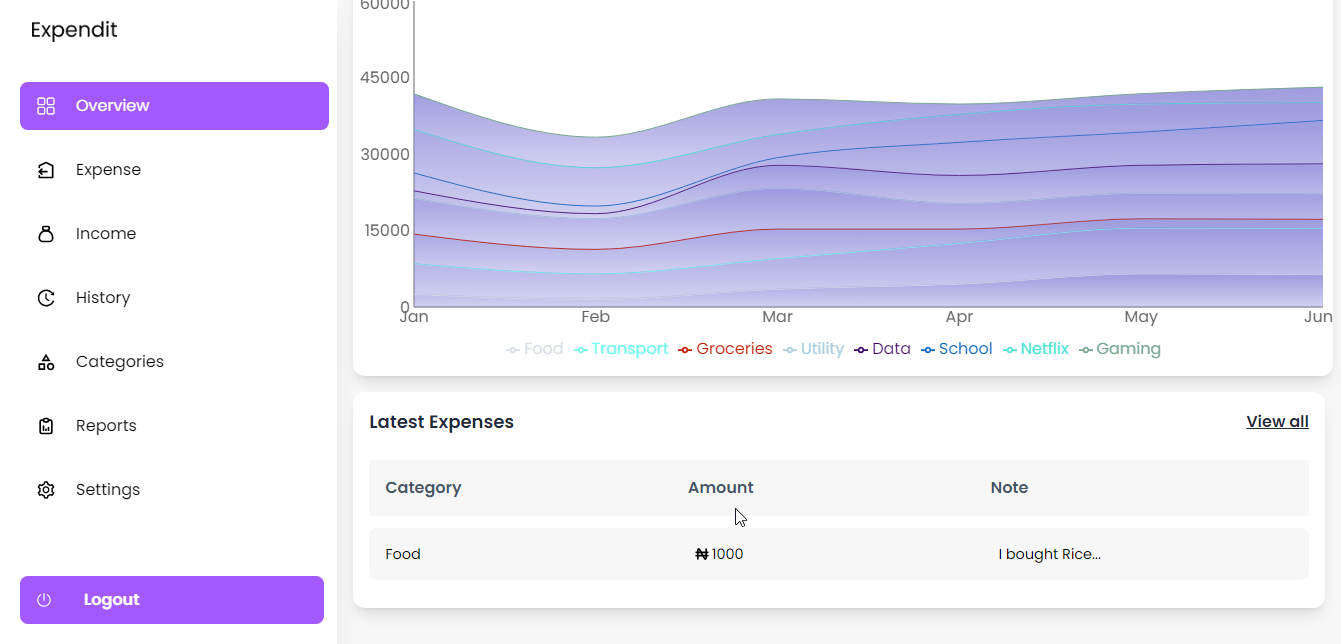 Expendit
Overview
Expense
Income
History
Categories
Reports
Settings
Logout
60000
45000
30000
15000
0
Jan Feb Mar Apr May Jun
Food Transport Groceries Utility Data School Netflix Gaming
Latest Expenses View all
Category Amount Note
Food ₦ 1000 I bought Rice...